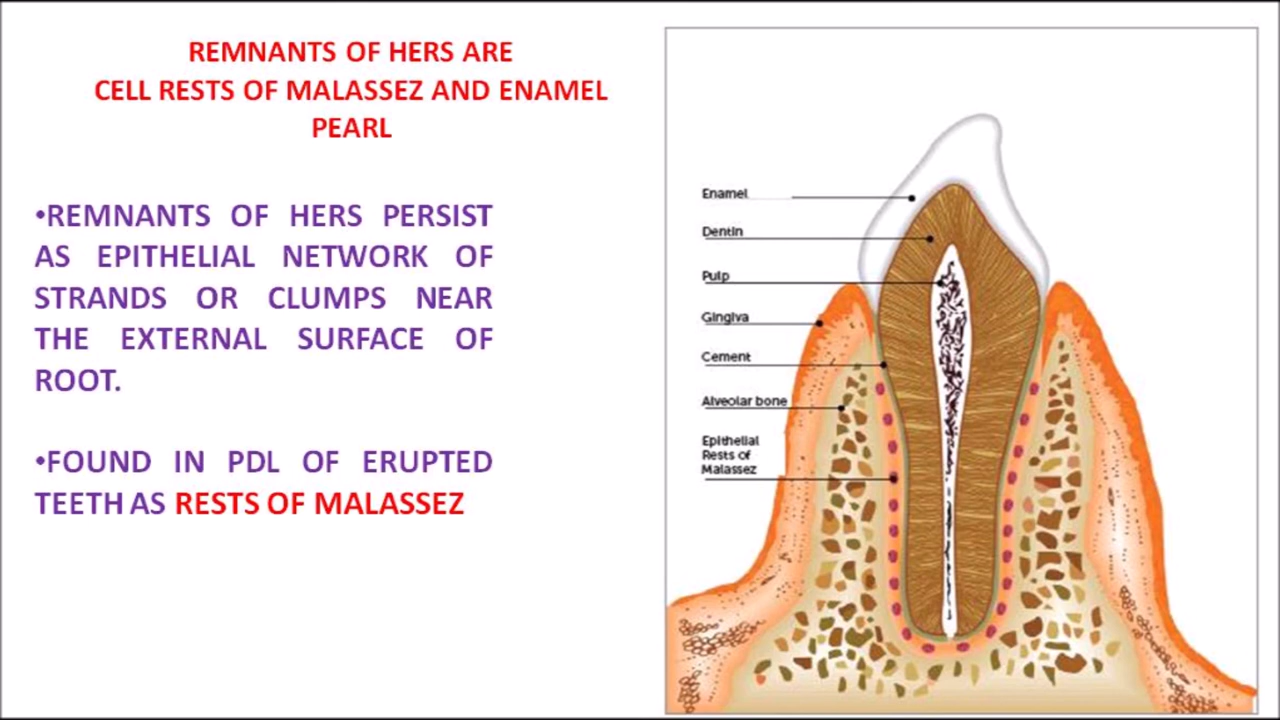 REMNANTS OF HERS ARE
CELL RESTS OF MALASSEZ AND ENAMEL
PEARL
•REMNANTS OF HERS PERSIST
AS EPITHELIAL NETWORK OF
STRANDS OR CLUMPS NEAR
THE EXTERNAL SURFACE OF
ROOT.
•FOUND IN PDL OF ERUPTED
TEETH AS RESTS OF MALASSEZ
Enamel
Dentin
Pulp
Gingiva
Cement
Alveolar bone
Epithelial
Rests of
Malassez